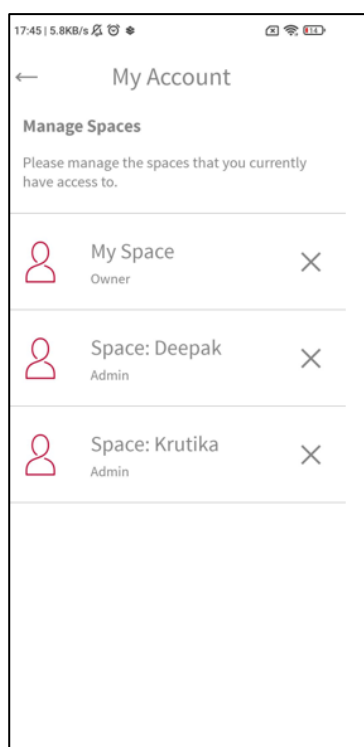 17:45 | 5.8KB/s
← My Account
Manage Spaces
Please manage the spaces that you currently
have access to.
My Space
Owner
Space: Deepak
Admin
Space: Krutika
Admin